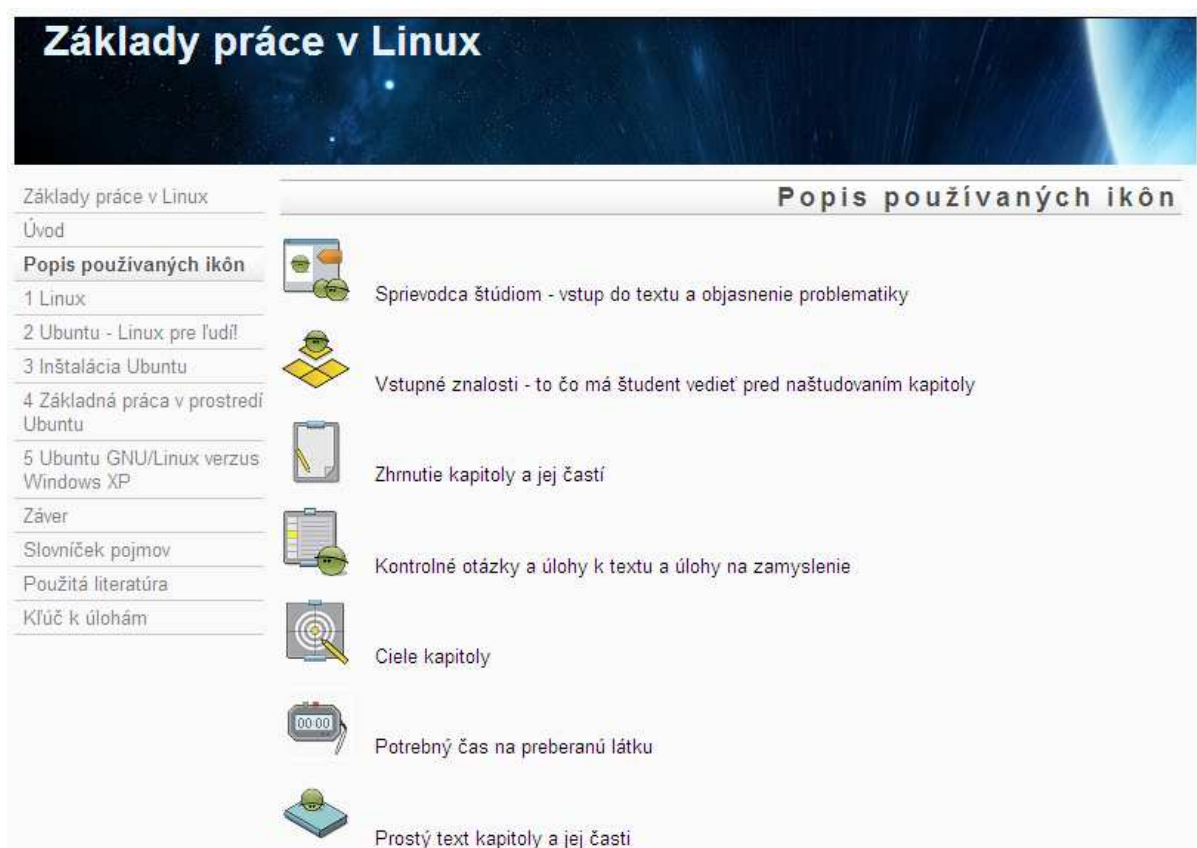 Základy práce v Linux
Základy práce v Linux
Úvod
Popis používaných ikôn
1 Linux
2 Ubuntu - Linux pre ľudí!
3 Inštalácia Ubuntu
4 Základná práca v prostredí
Ubuntu
5 Ubuntu GNU/Linux verzus
Windows XP
Záver
Slovníček pojmov
Použitá literatúra
Kľúč k úlohám
Popis používaných ikôn
Sprievodca štúdiom - vstup do textu a objasnenie problematiky
Vstupné znalosti - to čo má študent vedieť pred naštudovaním kapitoly
Zhrnutie kapitoly a jej častí
Kontrolné otázky a úlohy k textu a úlohy na zamyslenie
Ciele kapitoly
00:00
Potrebný čas na preberanú látku
Prostý text kapitoly a jej časti